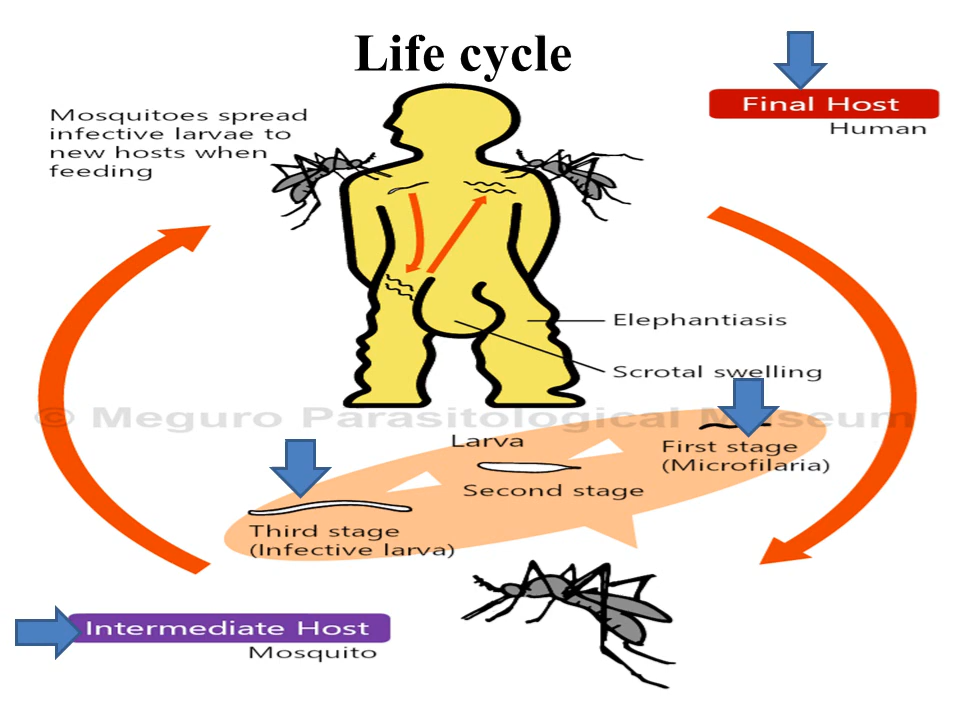 Life cycle
Mosquitoes spread
infective larvae to
new hosts when
feeding
Final Host
Human
Elephantiasis
Scrotal swelling
© Meguro Parasitological Museum
Larva
First stage
(Microfilaria)
Second stage
Third stage
(Infective larva)
Intermediate Host
Mosquito